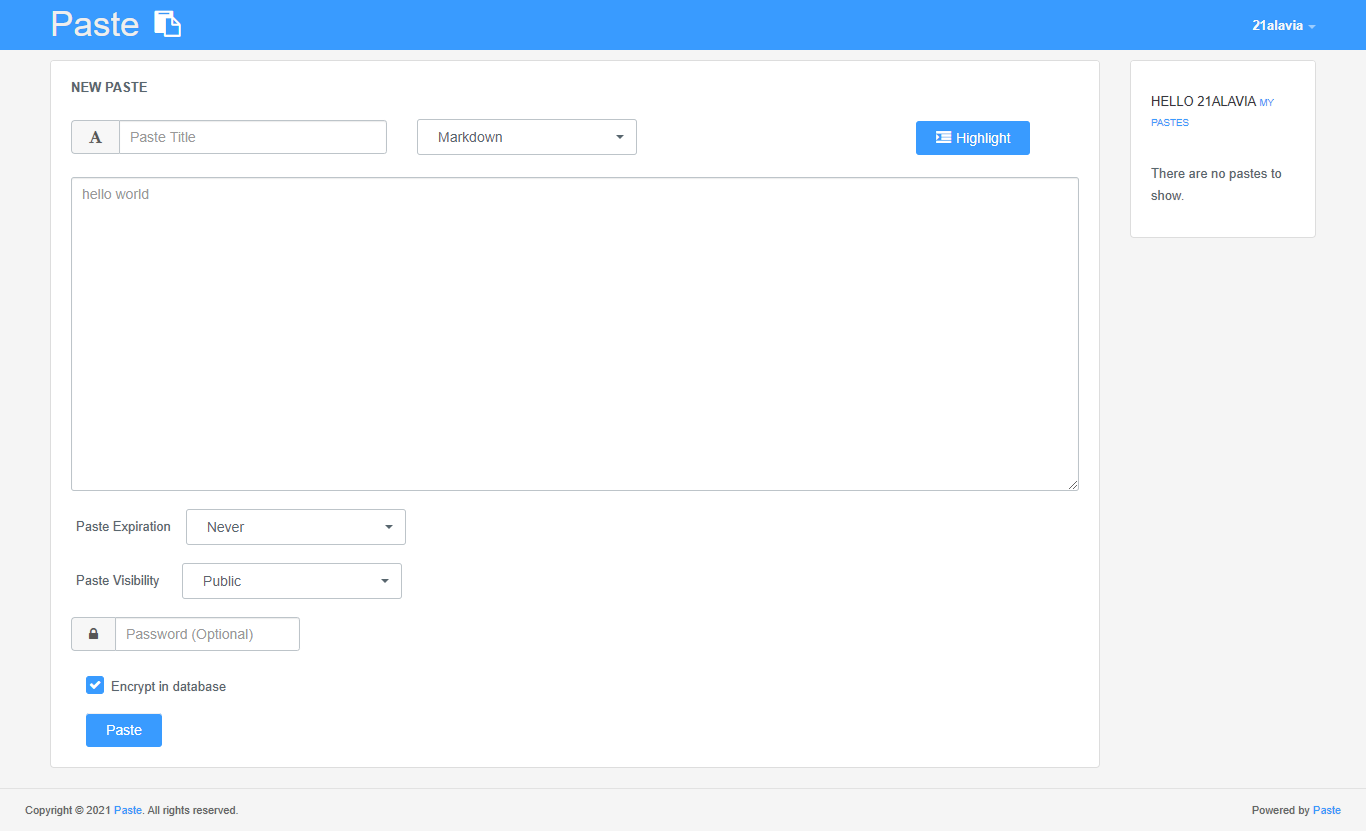 Paste
21alavia
NEW PASTE
A Paste Title
Markdown
Highlight
hello world
Paste Expiration
Never
Paste Visibility
Public
Password (Optional)
Encrypt in database
Paste
HELLO 21ALAVIA MY
PASTES
There are no pastes to
show.
Copyright © 2021 Paste. All rights reserved.
Powered by Paste